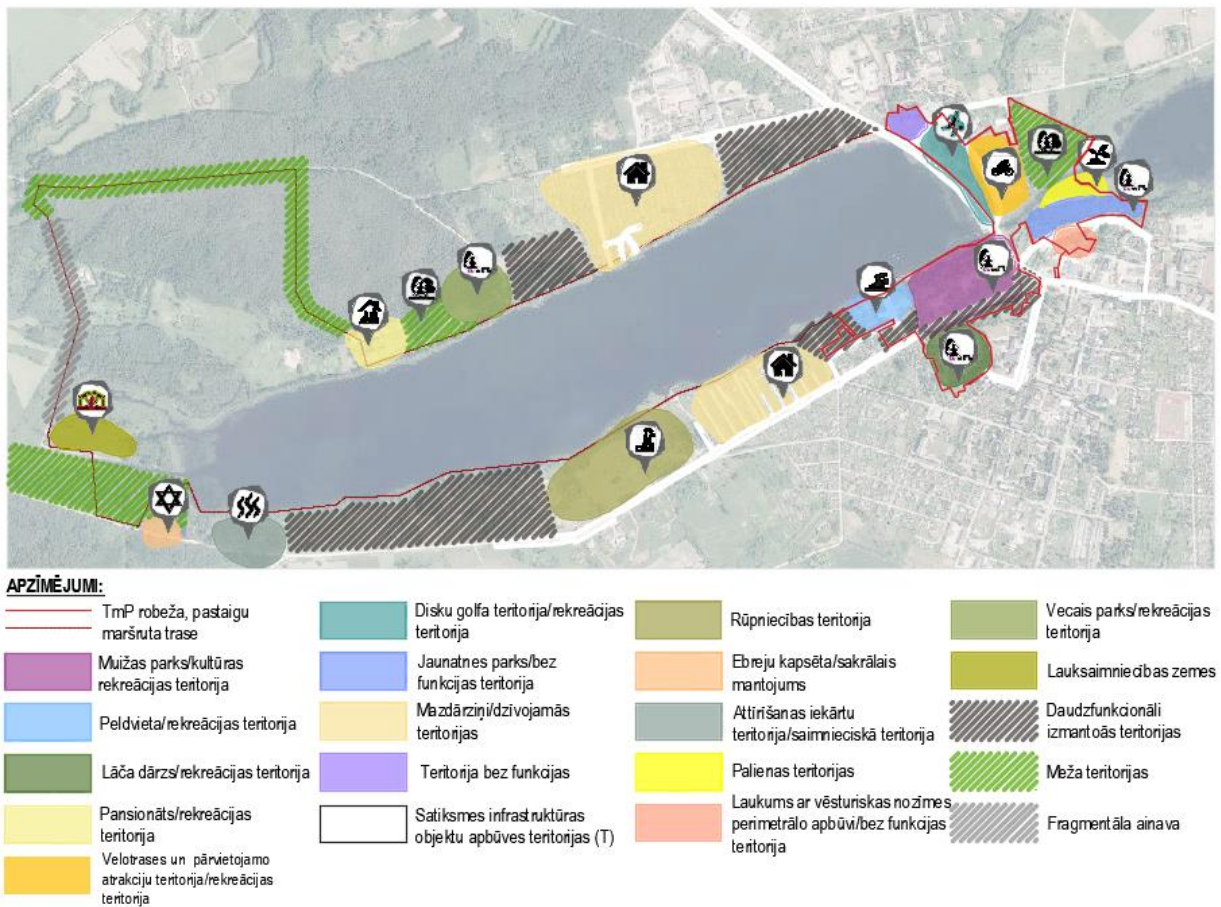 APZĪMĒJUMI:
TmP robeža, pastaigu
maršruta trase
Muižas parks/kultūras
rekreācijas teritorija
Peldvieta/rekreācijas teritorija
Lāča dārzs/rekreācijas teritorija
Pansionāts/rekreācijas
teritorija
Velotrases un pārvietojamo
atrakciju teritorija/rekreācijas
teritorija
Disku golfa teritorija/rekreācijas
teritorija
Jaunatnes parks/bez
funkcijas teritorija
Mazdārziņi/dzīvojamās
teritorijas
Teritorija bez funkcijas
Satiksmes infrastruktūras
objektu apbūves teritorijas (T)
Rūpniecības teritorija
Ebreju kapsēta/sakrālais
mantojums
Attīrīšanas iekārtu
teritorija/saimnieciskā teritorija
Palienas teritorijas
Laukums ar vēsturiskas nozīmes
perimetrālo apbūvi/bez funkcijas
teritorija
Vecais parks/rekreācijas
teritorija
Lauksaimniecības zemes
Daudzfunkcionāli
izmantoās teritorijas
Meža teritorijas
Fragmentāla ainava